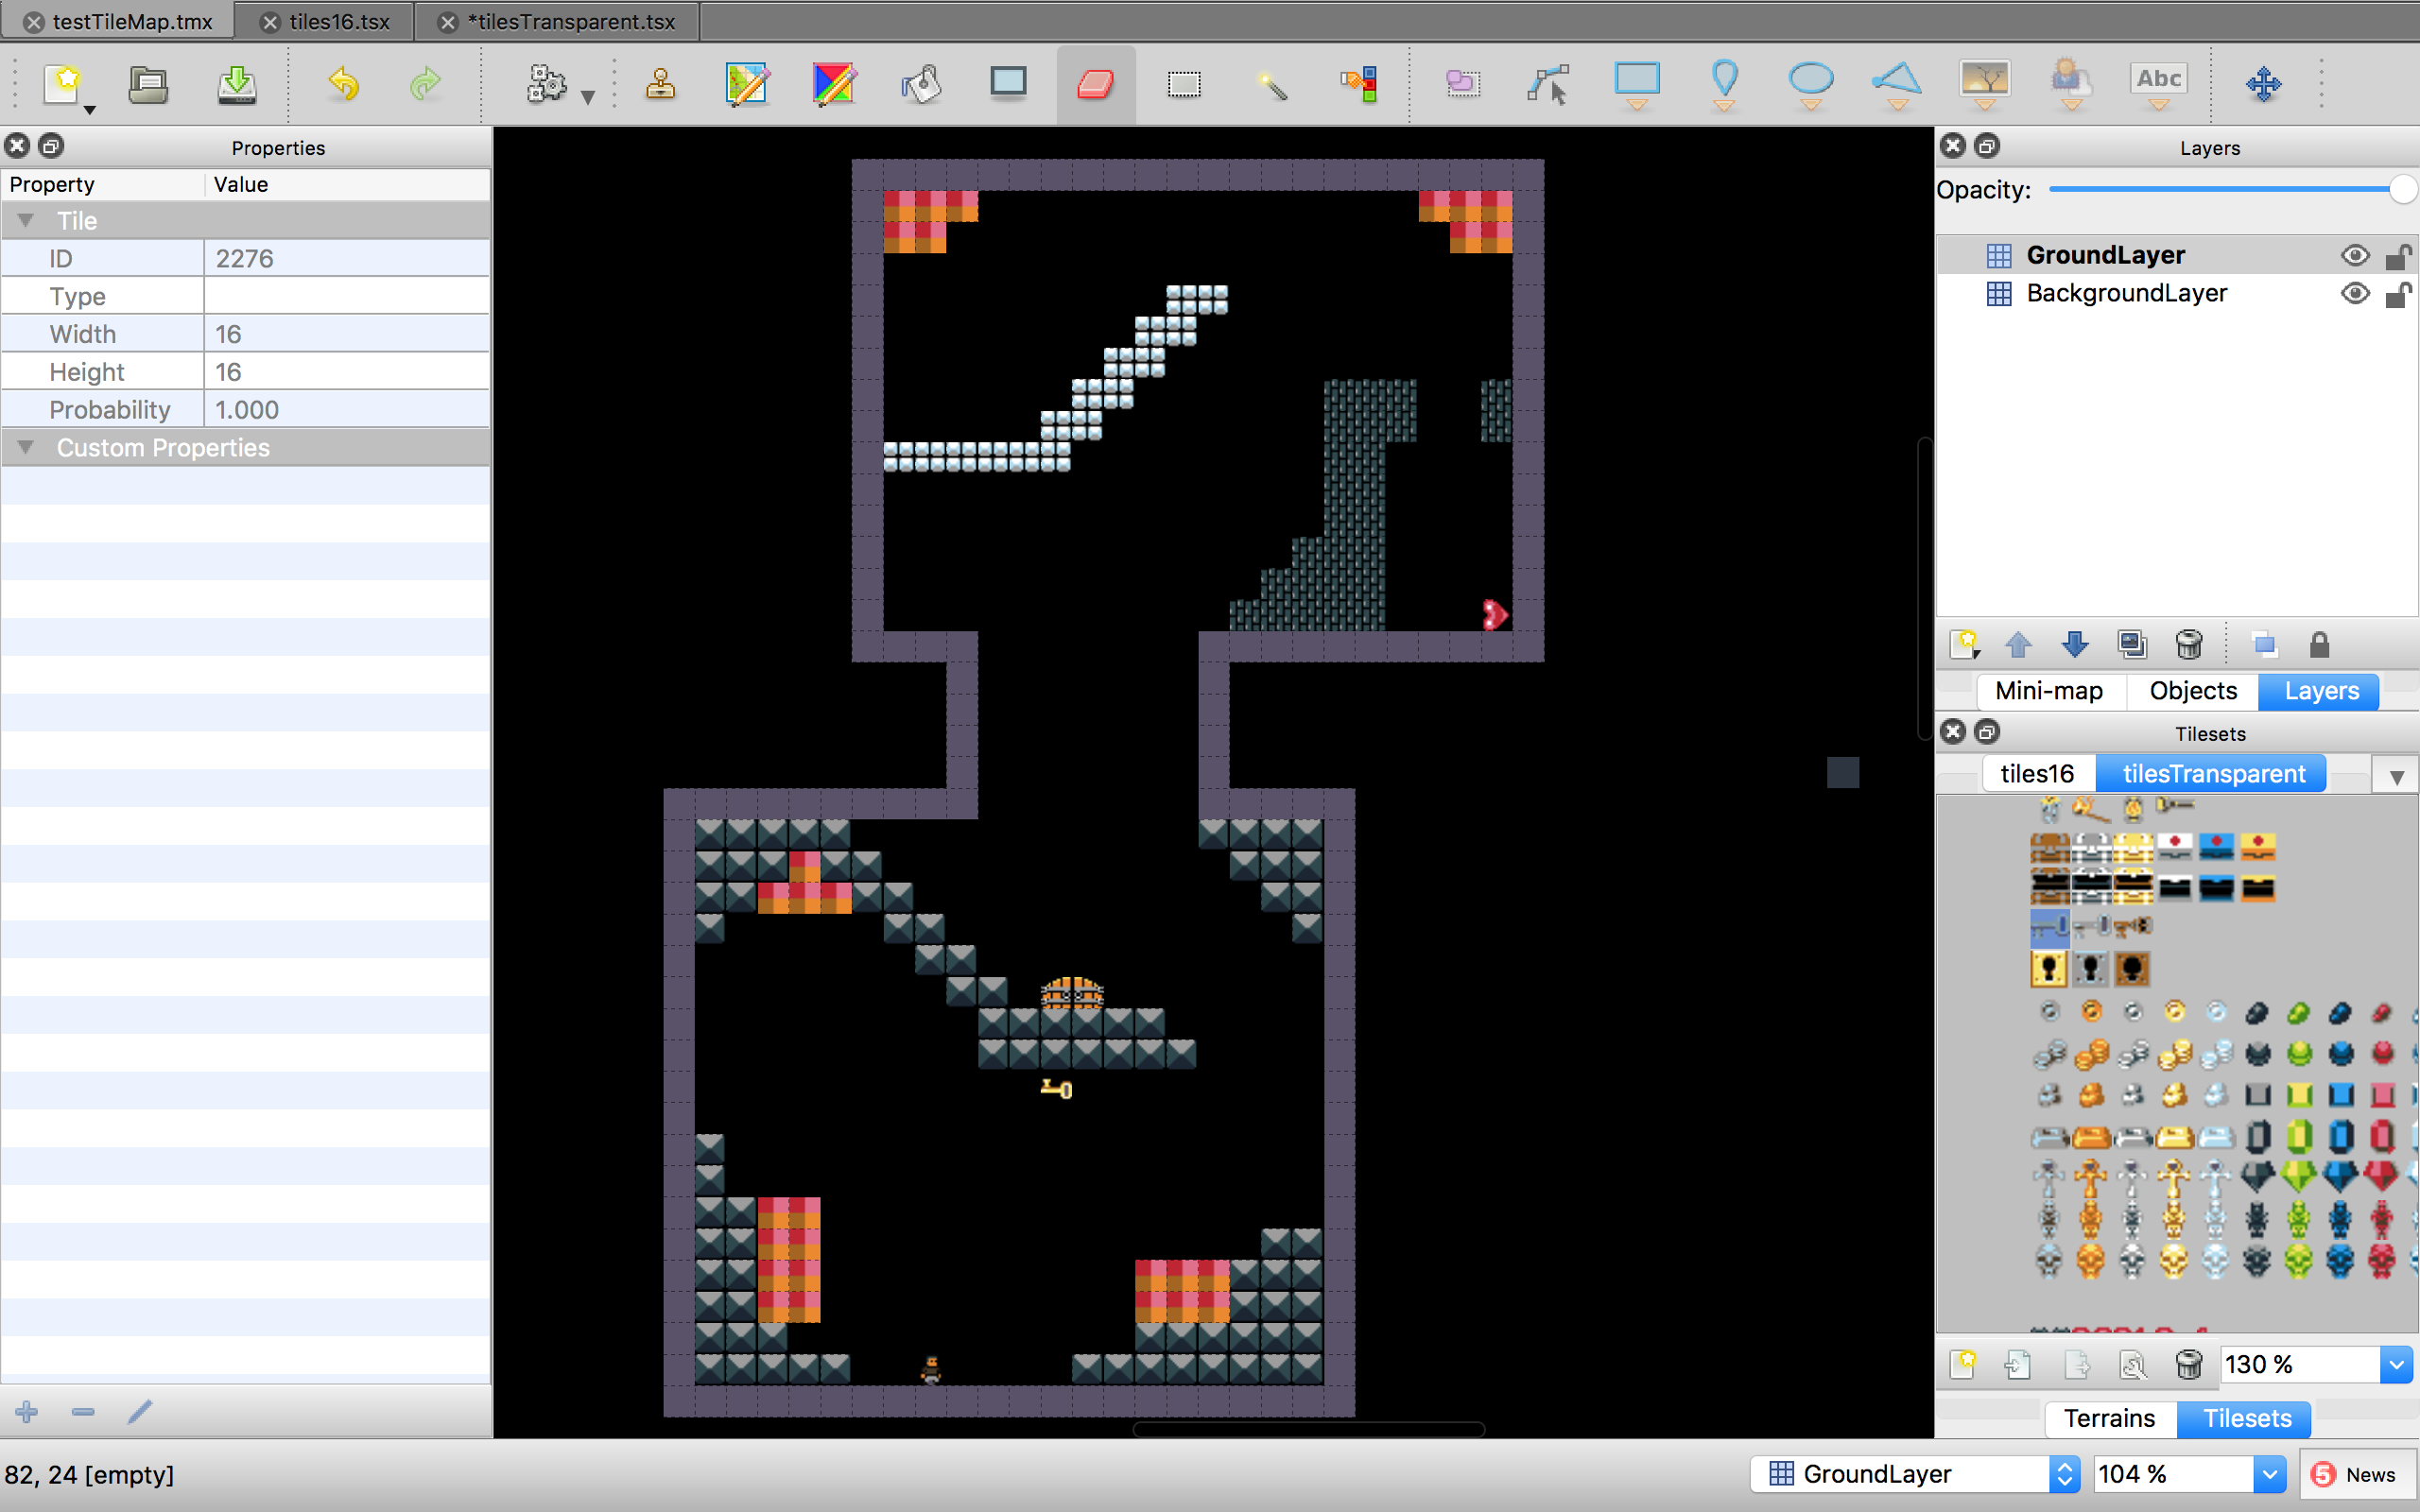 testTileMap.tmx
tiles16.tsx
*tilesTransparent.tsx
Abc
Properties
Property Value
Tile
ID 2276
Type
Width 16
Height 16
Probability 1.000
Custom Properties
Layers
Opacity:
GroundLayer
BackgroundLayer
Mini-map Objects Layers
Tilesets
tiles16 tilesTransparent
130 %
Terrains Tilesets
82, 24 [empty]
GroundLayer
104 %
5 News